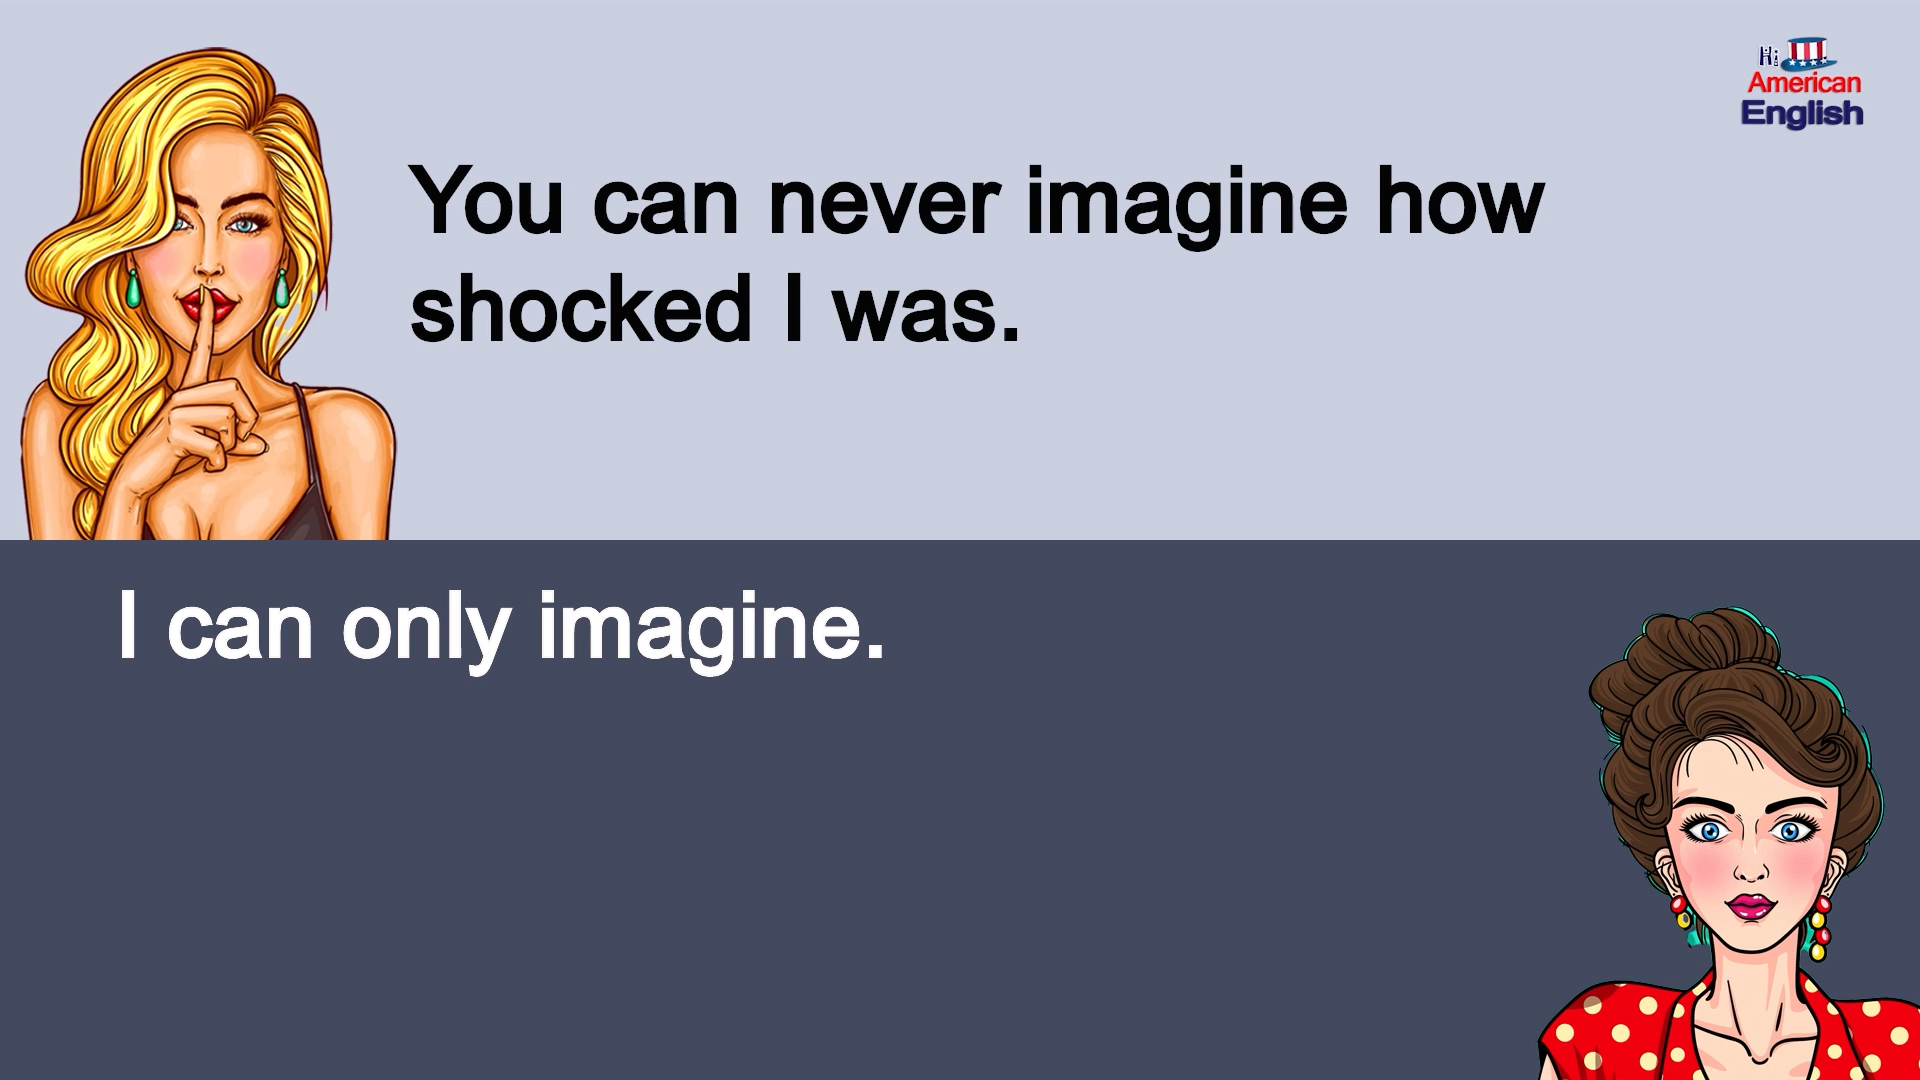 Hi
American
English
You can never imagine how
shocked I was.
I can only imagine.